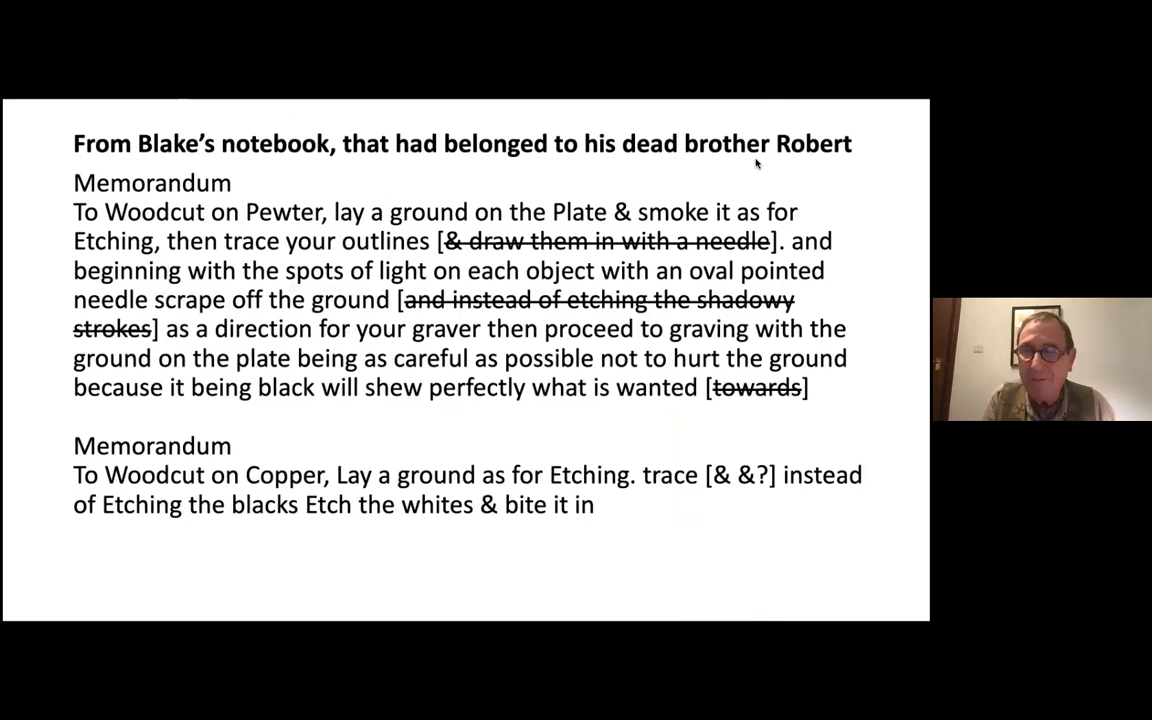 From Blake’s notebook, that had belonged to his dead brother Robert
Memorandum
To Woodcut on Pewter, lay a ground on the Plate & smoke it as for
Etching, then trace your outlines [& draw them in with a needle]. and
beginning with the spots of light on each object with an oval pointed
needle scrape off the ground [and instead of etching the shadowy
strokes] as a direction for your graver then proceed to graving with the
ground on the plate being as careful as possible not to hurt the ground
because it being black will shew perfectly what is wanted [towards]
Memorandum
To Woodcut on Copper, Lay a ground as for Etching. trace [& &?] instead
of Etching the blacks Etch the whites & bite it in